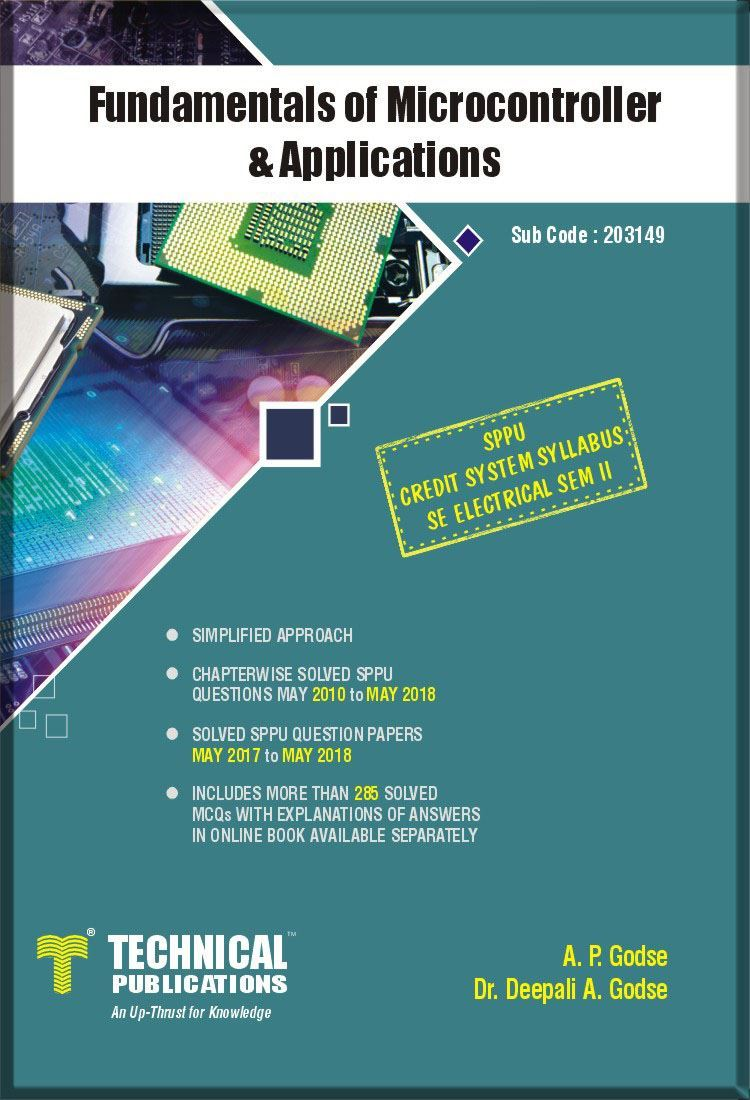 Fundamentals of Microcontroller
& Applications
Sub Code : 203149
SPPU
CREDIT SYSTEM SYLLABUS
SE ELECTRICAL SEM II
● SIMPLIFIED APPROACH
● CHAPTERWISE SOLVED SPPU
QUESTIONS MAY 2010 to MAY 2018
● SOLVED SPPU QUESTION PAPERS
MAY 2017 to MAY 2018
● INCLUDES MORE THAN 285 SOLVED
MCQs WITH EXPLANATIONS OF ANSWERS
IN ONLINE BOOK AVAILABLE SEPARATELY
® TECHNICAL™
PUBLICATIONS
An Up-Thrust for Knowledge
A. P. Godse
Dr. Deepali A. Godse